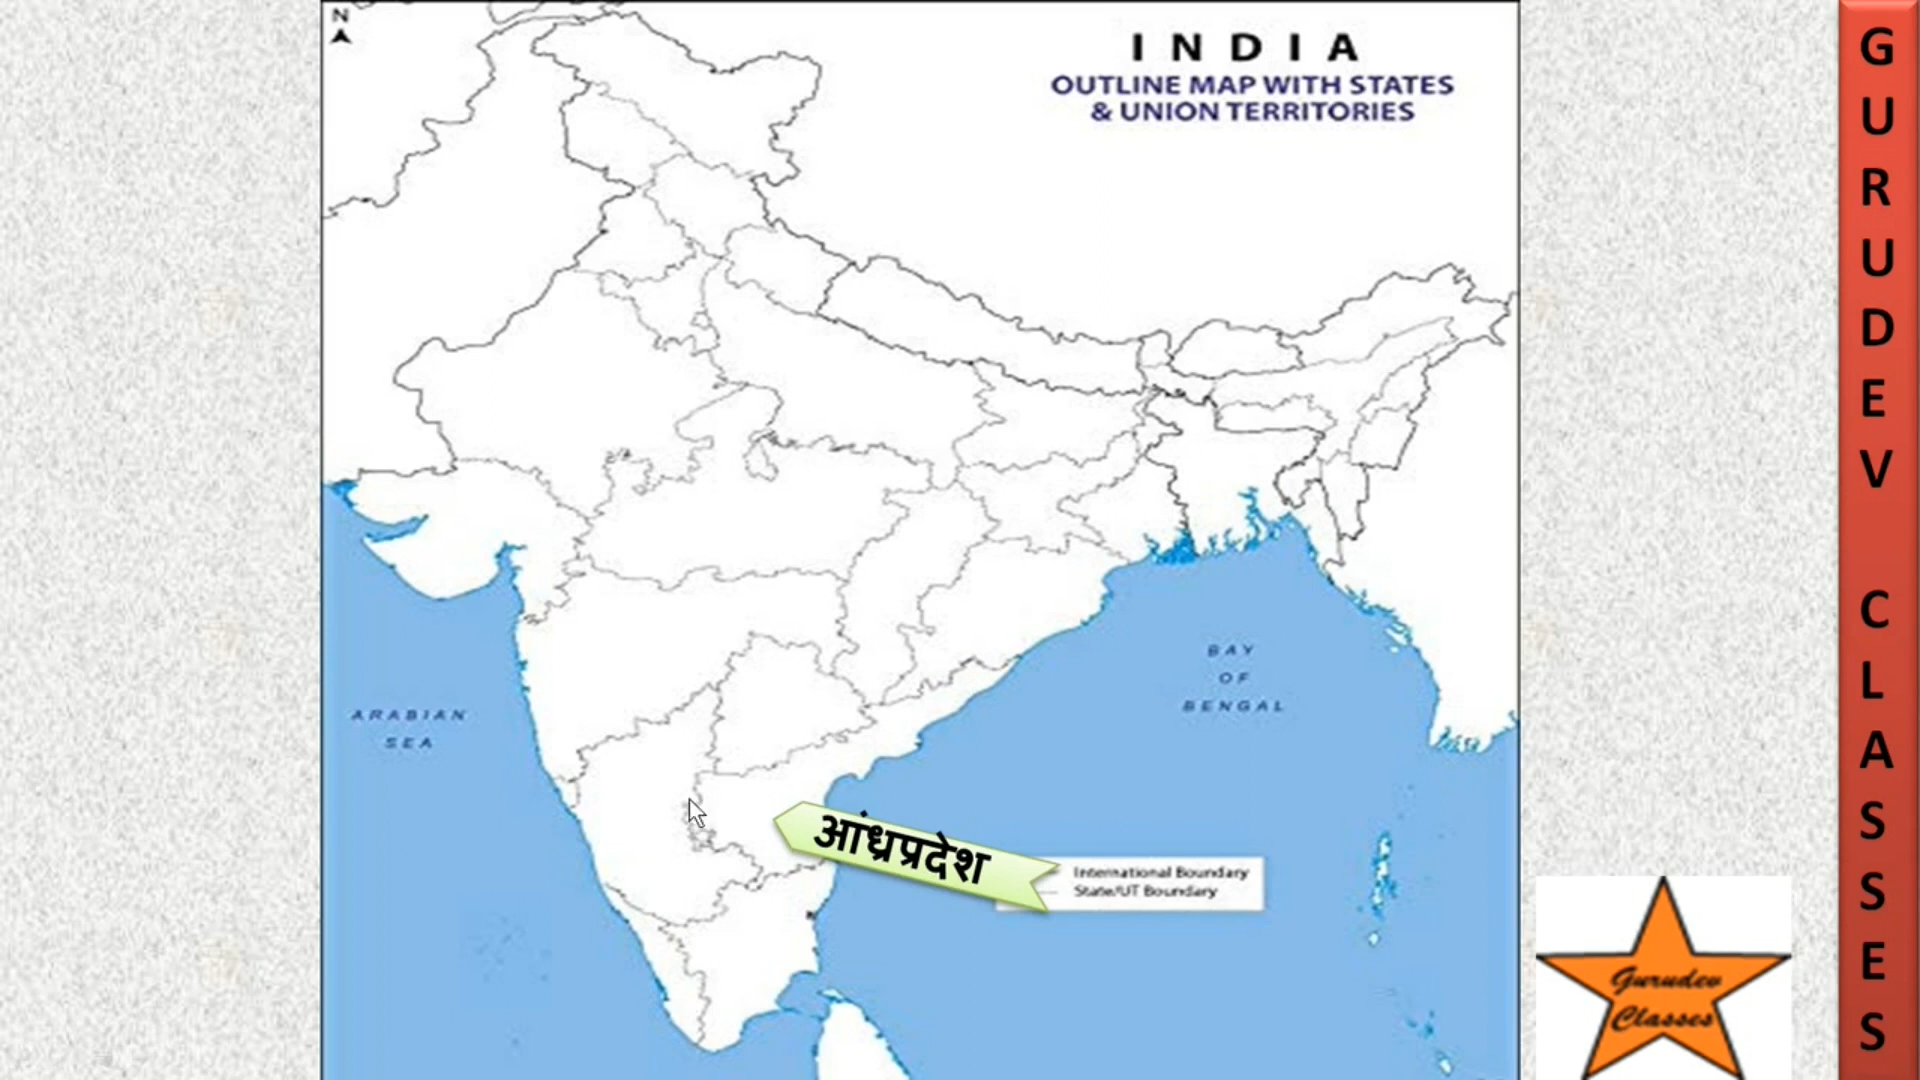 N
INDIA
OUTLINE MAP WITH STATES
& UNION TERRITORIES
ARABIAN
SEA
BAY
OF
BENGAL
आंध्रप्रदेश
International Boundary
State/UT Boundary
Gurudev
Classes
GURUDEV CLASSES